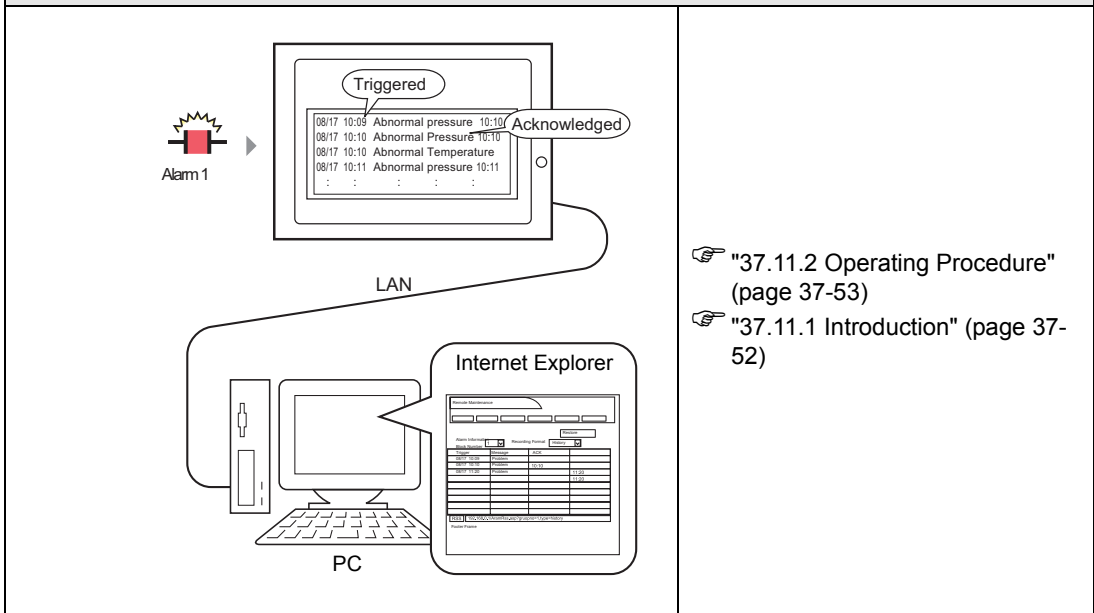 Triggered
08/17 10:09 Abnormal pressure 10:10
Acknowledged
08/17 10:10 Abnormal Pressure 10:10
08/17 10:10 Abnormal Temperature
08/17 10:11 Abnormal pressure 10:11
: : : : :
Alarm 1
LAN
Internet Explorer
Remote Maintenance
Restore
Alarm Information
Block Number 1 Recording Format History
Trigger Message ACK
08/17 10:09 Problem
08/17 10:10 Problem 10:10
08/17 11:20 Problem 11:20
11:20
RSS
Footer Frame
PC
"37.11.2 Operating Procedure"
(page 37-53)
"37.11.1 Introduction" (page 37-
52)